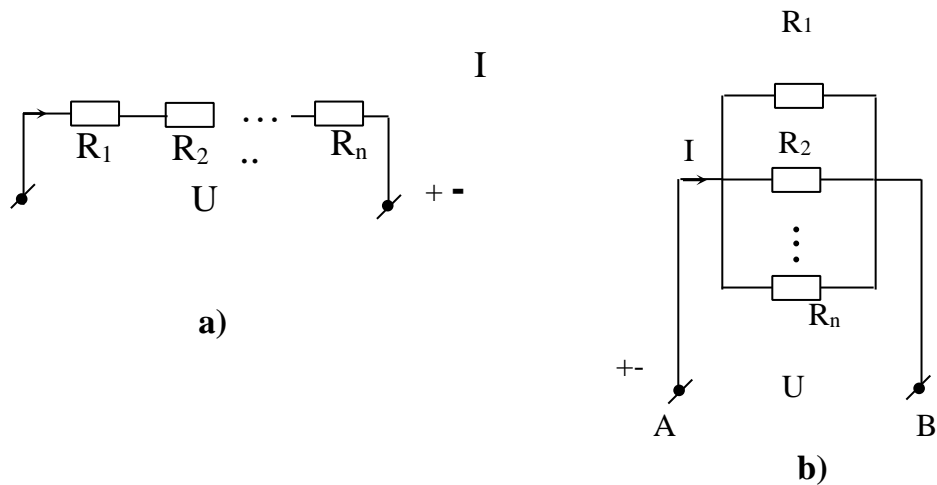 I
R1 R2 … .. Rn
U
+ -
a)
R1
I
R2
⋮
Rn
+-
U
A
B
b)